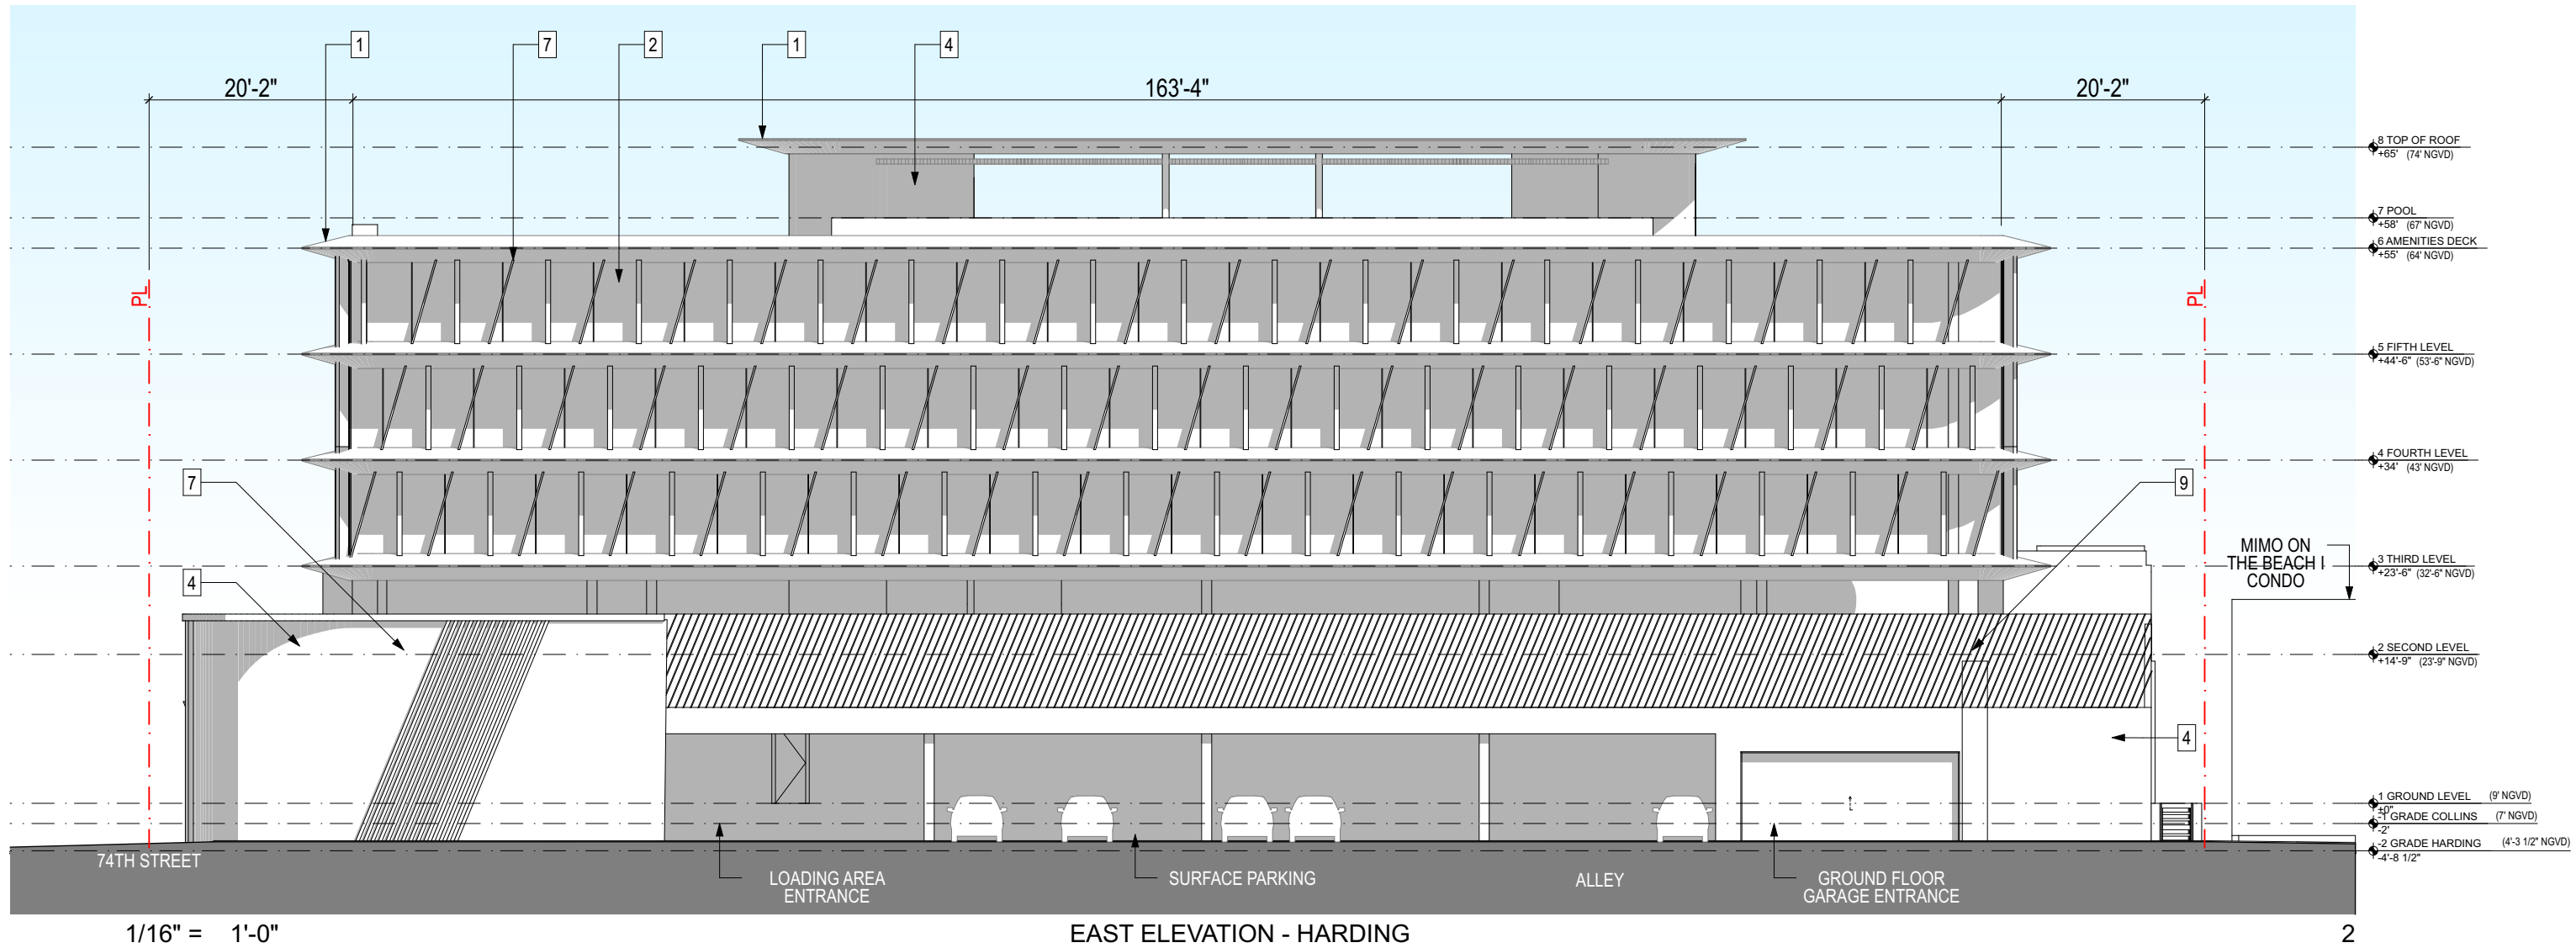 1
7
2
1
4
20'-2"
163'-4"
20'-2"
8 TOP OF ROOF
+65' (74' NGVD)
7 POOL
+58' (67' NGVD)
6 AMENITIES DECK
+55' (64' NGVD)
PL
PL
5 FIFTH LEVEL
+44'-6" (53'-6" NGVD)
4 FOURTH LEVEL
+34' (43' NGVD)
7
9
MIMO ON
THE BEACH I
CONDO
3 THIRD LEVEL
+23'-6" (32'-6" NGVD)
4
2 SECOND LEVEL
+14'-9" (23'-9" NGVD)
4
1 GROUND LEVEL (9' NGVD)
+0"
-1 GRADE COLLINS (7' NGVD)
-2'
-2 GRADE HARDING (4'-3 1/2" NGVD)
-4'-8 1/2"
74TH STREET
LOADING AREA
ENTRANCE
SURFACE PARKING
ALLEY
GROUND FLOOR
GARAGE ENTRANCE
1/16" = 1'-0"
EAST ELEVATION - HARDING
2